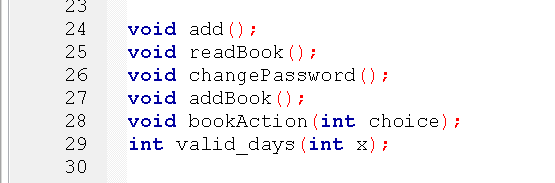 23
24 void add();
25 void readBook();
26 void changePassword();
27 void addBook();
28 void bookAction(int choice);
29 int valid_days(int x);
30